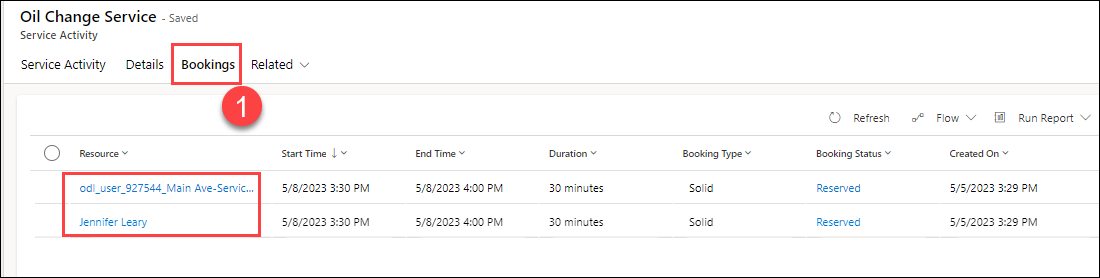 Oil Change Service - Saved
Service Activity
Service Activity Details Bookings Related
1
Refresh Flow Run Report
Resource Start Time End Time Duration Booking Type Booking Status Created On
odl_user_927544_Main Ave-Servic... 5/8/2023 3:30 PM 5/8/2023 4:00 PM 30 minutes Solid Reserved 5/5/2023 3:29 PM
Jennifer Leary 5/8/2023 3:30 PM 5/8/2023 4:00 PM 30 minutes Solid Reserved 5/5/2023 3:29 PM